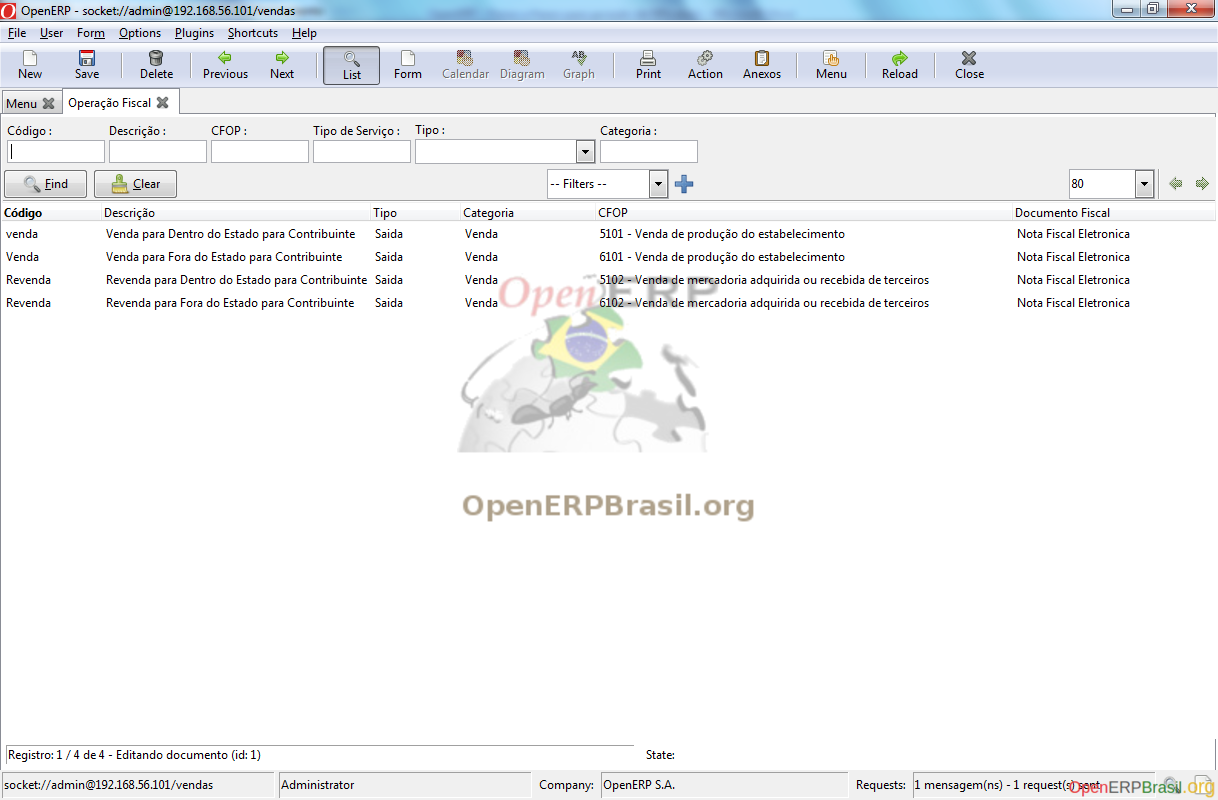 OpenERP - socket://admin@192.168.56.101/vendas
File User Form Options Plugins Shortcuts Help
New Save Delete Previous Next List Form Calendar Diagram Graph Print Action Anexos Menu Reload Close
Menu Operação Fiscal
Código : Descrição : CFOP : Tipo de Serviço : Tipo : Categoria :
Find Clear -- Filters -- 80
Código Descrição Tipo Categoria CFOP Documento Fiscal
venda Venda para Dentro do Estado para Contribuinte Saida Venda 5101 - Venda de produção do estabelecimento Nota Fiscal Eletronica
Venda Venda para Fora do Estado para Contribuinte Saida Venda 6101 - Venda de produção do estabelecimento Nota Fiscal Eletronica
Revenda Revenda para Dentro do Estado para Contribuinte Saida Venda 5102 - Venda de mercadoria adquirida ou recebida de terceiros Nota Fiscal Eletronica
Revenda Revenda para Fora do Estado para Contribuinte Saida Venda 6102 - Venda de mercadoria adquirida ou recebida de terceiros Nota Fiscal Eletronica
OpenERP
OpenERPBrasil.org
Registro: 1 / 4 de 4 - Editando documento (id: 1) State:
socket://admin@192.168.56.101/vendas Administrator Company: OpenERP S.A. Requests: 1 mensagem(ns) - 1 request(s) sent
OpenERPBrasil.org